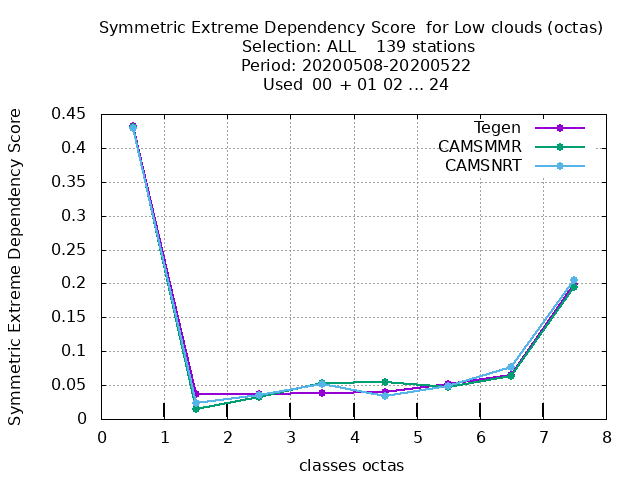 Symmetric Extreme Dependency Score  for Low clouds (octas)
Selection: ALL    139 stations
Period: 20200508-20200522
Used  00  + 01 02 ... 24
Symmetric Extreme Dependency Score
0.45
0.4
0.35
0.3
0.25
0.2
0.15
0.1
0.05
0
Tegen
CAMSMMR
CAMSNRT
0 1 2 3 4 5 6 7 8
classes octas